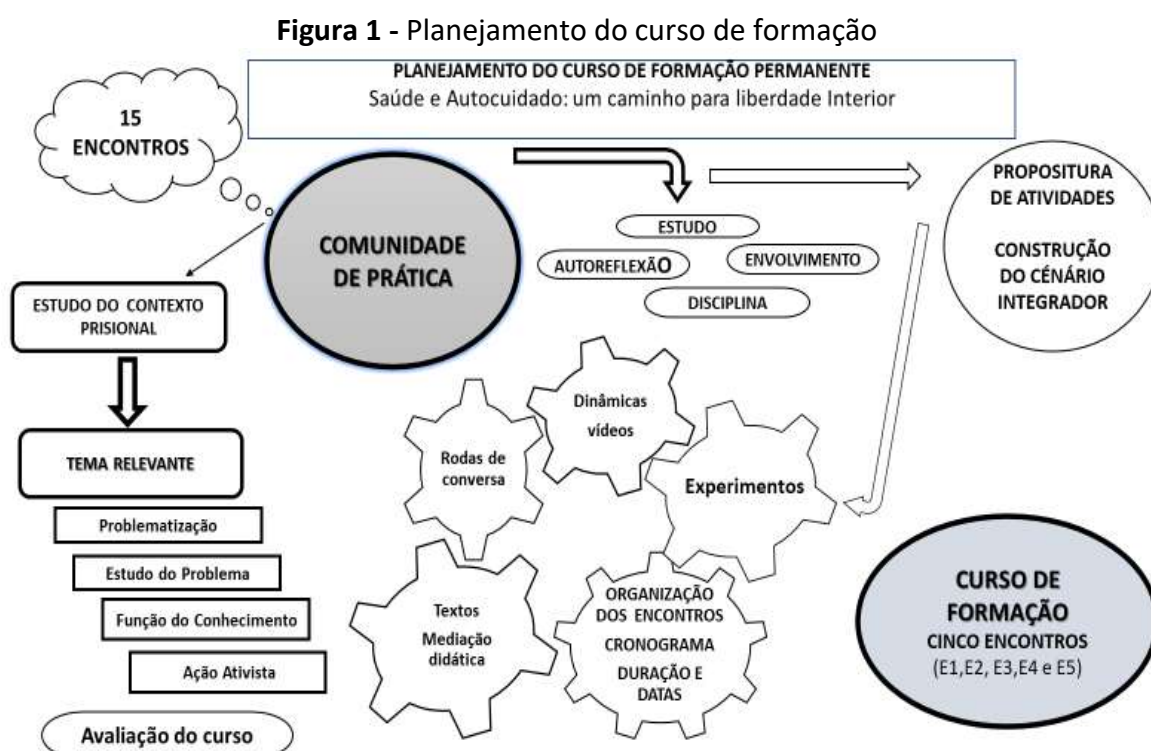 Figura 1 - Planejamento do curso de formação
PLANEJAMENTO DO CURSO DE FORMAÇÃO PERMANENTE
Saúde e Autocuidado: um caminho para liberdade Interior
15
ENCONTROS
COMUNIDADE
DE PRÁTICA
ESTUDO
AUTOREFLEXÃO
ENVOLVIMENTO
DISCIPLINA
PROPOSITURA
DE ATIVIDADES
CONSTRUÇÃO
DO CÉNÁRIO
INTEGRADOR
ESTUDO DO CONTEXTO
PRISIONAL
TEMA RELEVANTE
Problematização
Estudo do Problema
Função do Conhecimento
Ação Ativista
Avaliação do curso
Dinâmicas
vídeos
Rodas de
conversa
Experimentos
Textos
Mediação
didática
ORGANIZAÇÃO
DOS ENCONTROS
CRONOGRAMA
DURAÇÃO E
DATAS
CURSO DE
FORMAÇÃO
CINCO ENCONTROS
(E1,E2, E3,E4 e E5)